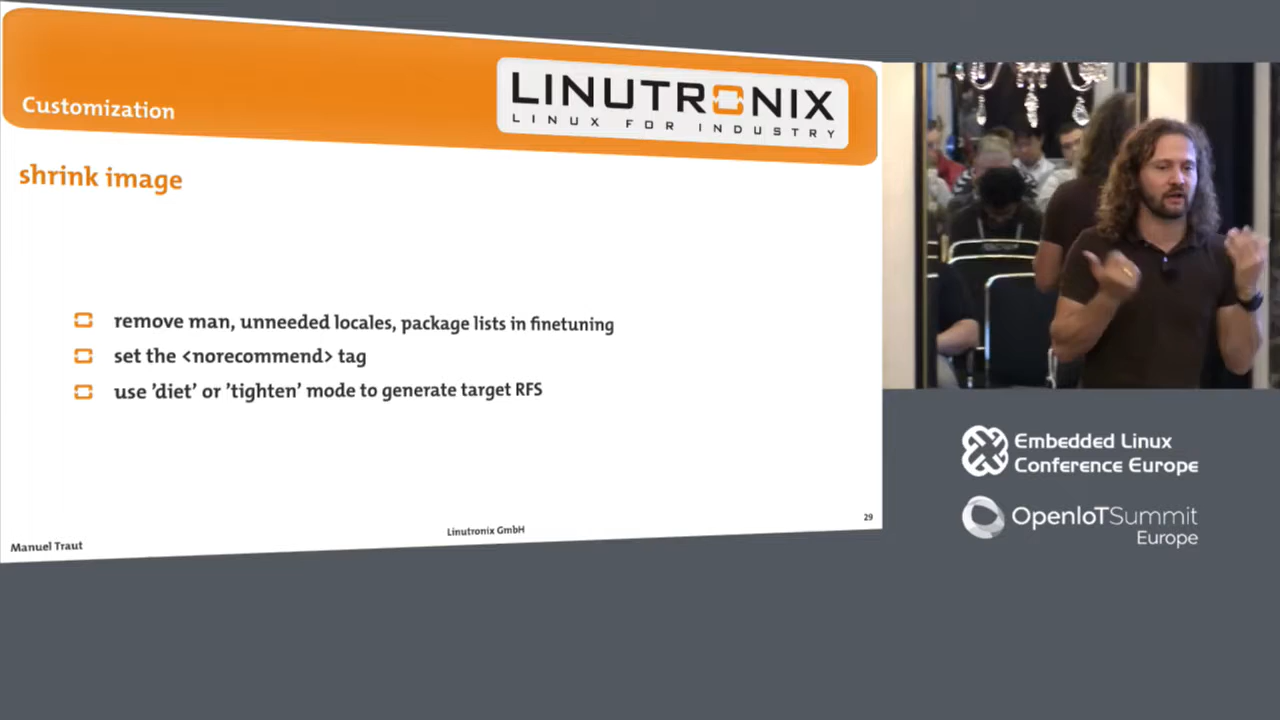 Customization
LINUTRONIX
LINUX FOR INDUSTRY
shrink image
remove man, unneeded locales, package lists in finetuning
set the <norecommend> tag
use 'diet' or 'tighten' mode to generate target RFS
Manuel Traut
Linutronix GmbH
29
Embedded Linux
Conference Europe
OpenIoTSummit
Europe